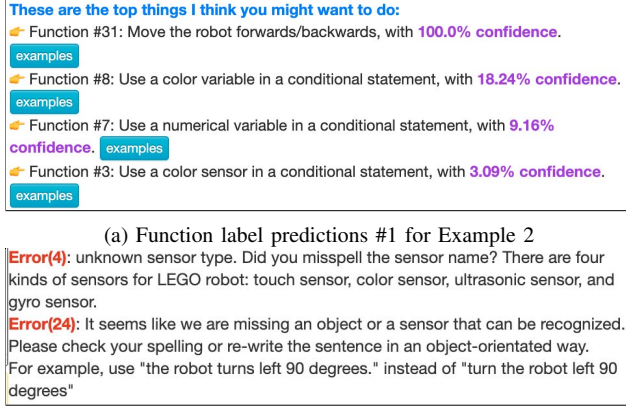 These are the top things I think you might want to do:
👉 Function #31: Move the robot forwards/backwards, with 100.0% confidence.
examples
👉 Function #8: Use a color variable in a conditional statement, with 18.24% confidence.
examples
👉 Function #7: Use a numerical variable in a conditional statement, with 9.16%
confidence. examples
👉 Function #3: Use a color sensor in a conditional statement, with 3.09% confidence.
examples
(a) Function label predictions #1 for Example 2
Error(4): unknown sensor type. Did you misspell the sensor name? There are four
kinds of sensors for LEGO robot: touch sensor, color sensor, ultrasonic sensor, and
gyro sensor.
Error(24): It seems like we are missing an object or a sensor that can be recognized.
Please check your spelling or re-write the sentence in an object-orientated way.
For example, use "the robot turns left 90 degrees." instead of "turn the robot left 90
degrees"